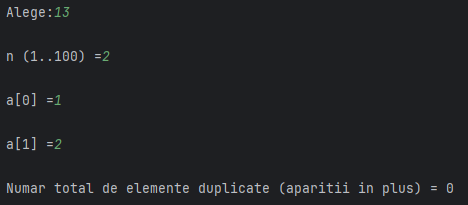 Alege:13
n (1..100) =2
a[0] =1
a[1] =2
Numar total de elemente duplicate (aparitii in plus) = 0